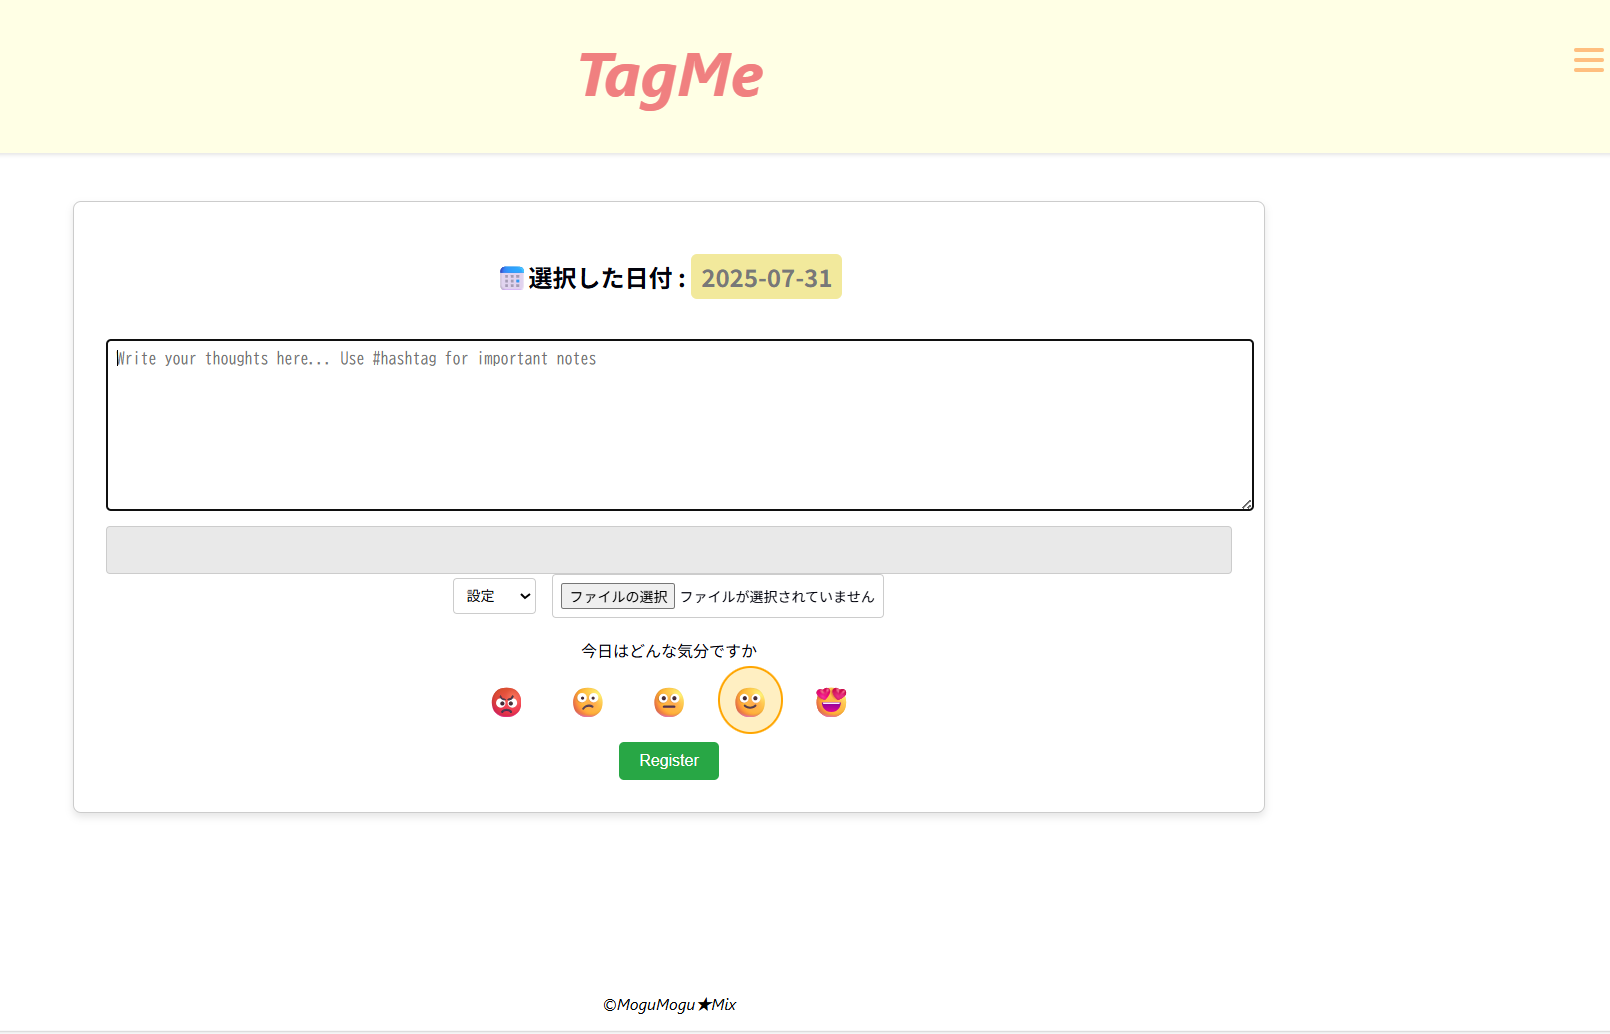 TagMe
選択した日付 : 2025-07-31
Write your thoughts here... Use #hashtag for important notes
設定 ファイルの選択 ファイルが選択されていません
今日はどんな気分ですか
Register
©MoguMogu★Mix